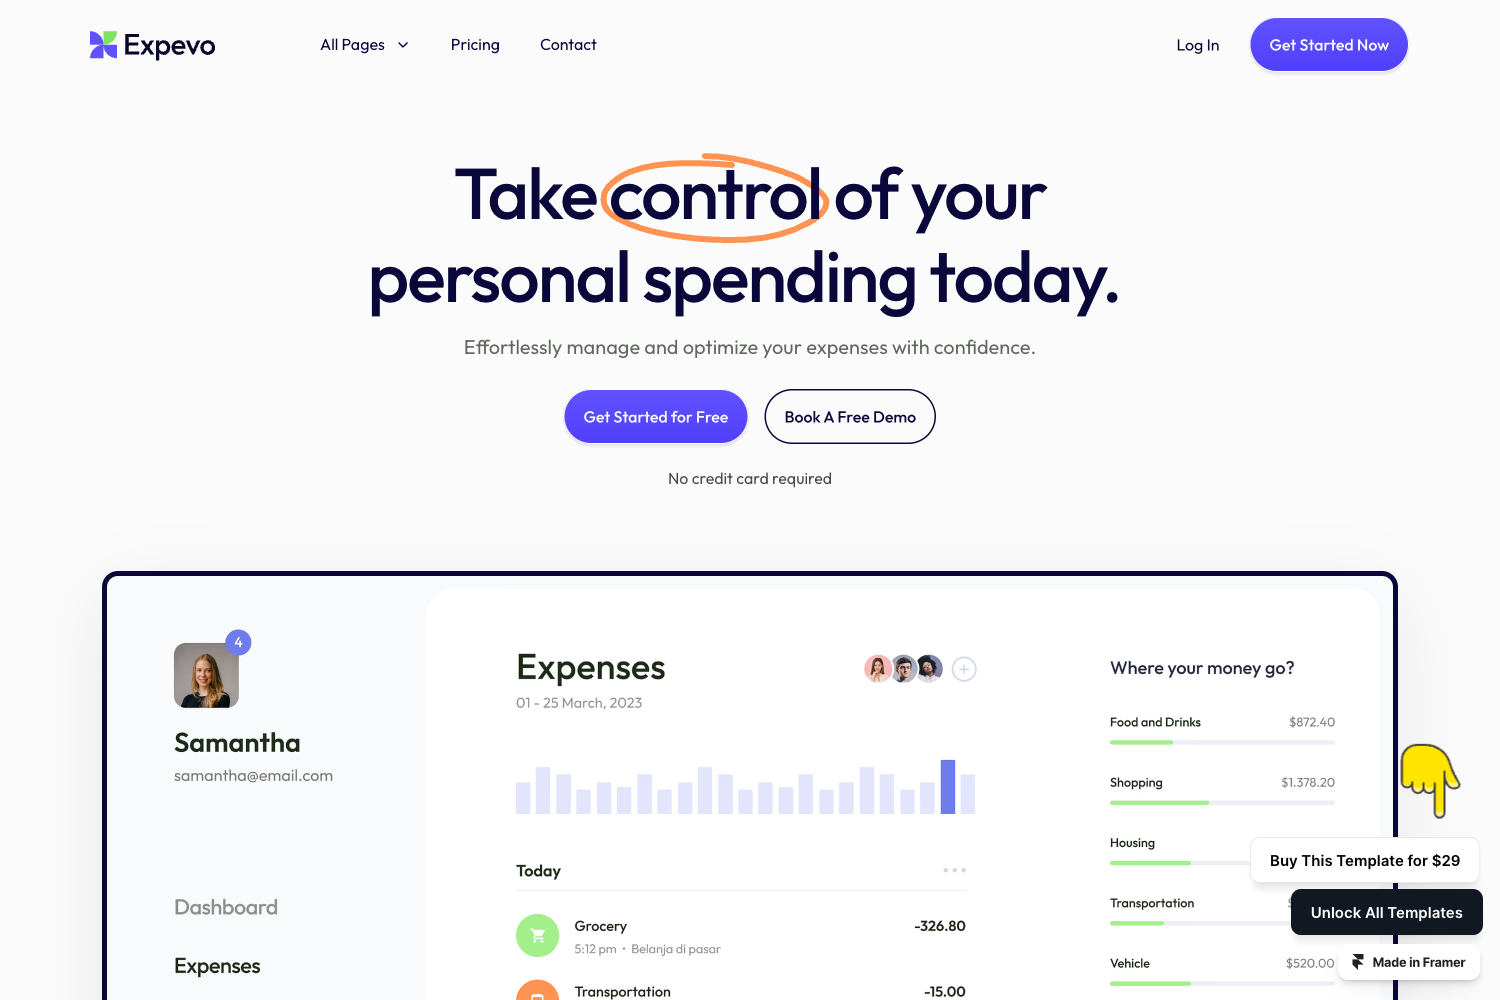 Expevo
All Pages
Pricing
Contact
Log In
Get Started Now
Take control of your
personal spending today.
Effortlessly manage and optimize your expenses with confidence.
Get Started for Free
Book A Free Demo
No credit card required
4
Samantha
samantha@email.com
Dashboard
Expenses
Expenses
01 - 25 March, 2023
Today
Grocery
-326.80
5:12 pm • Belanja di pasar
Transportation
-15.00
Where your money go?
Food and Drinks
$872.40
Shopping
$1.378.20
Housing
Transportation
Vehicle
$520.00
Buy This Template for $29
Unlock All Templates
Made in Framer